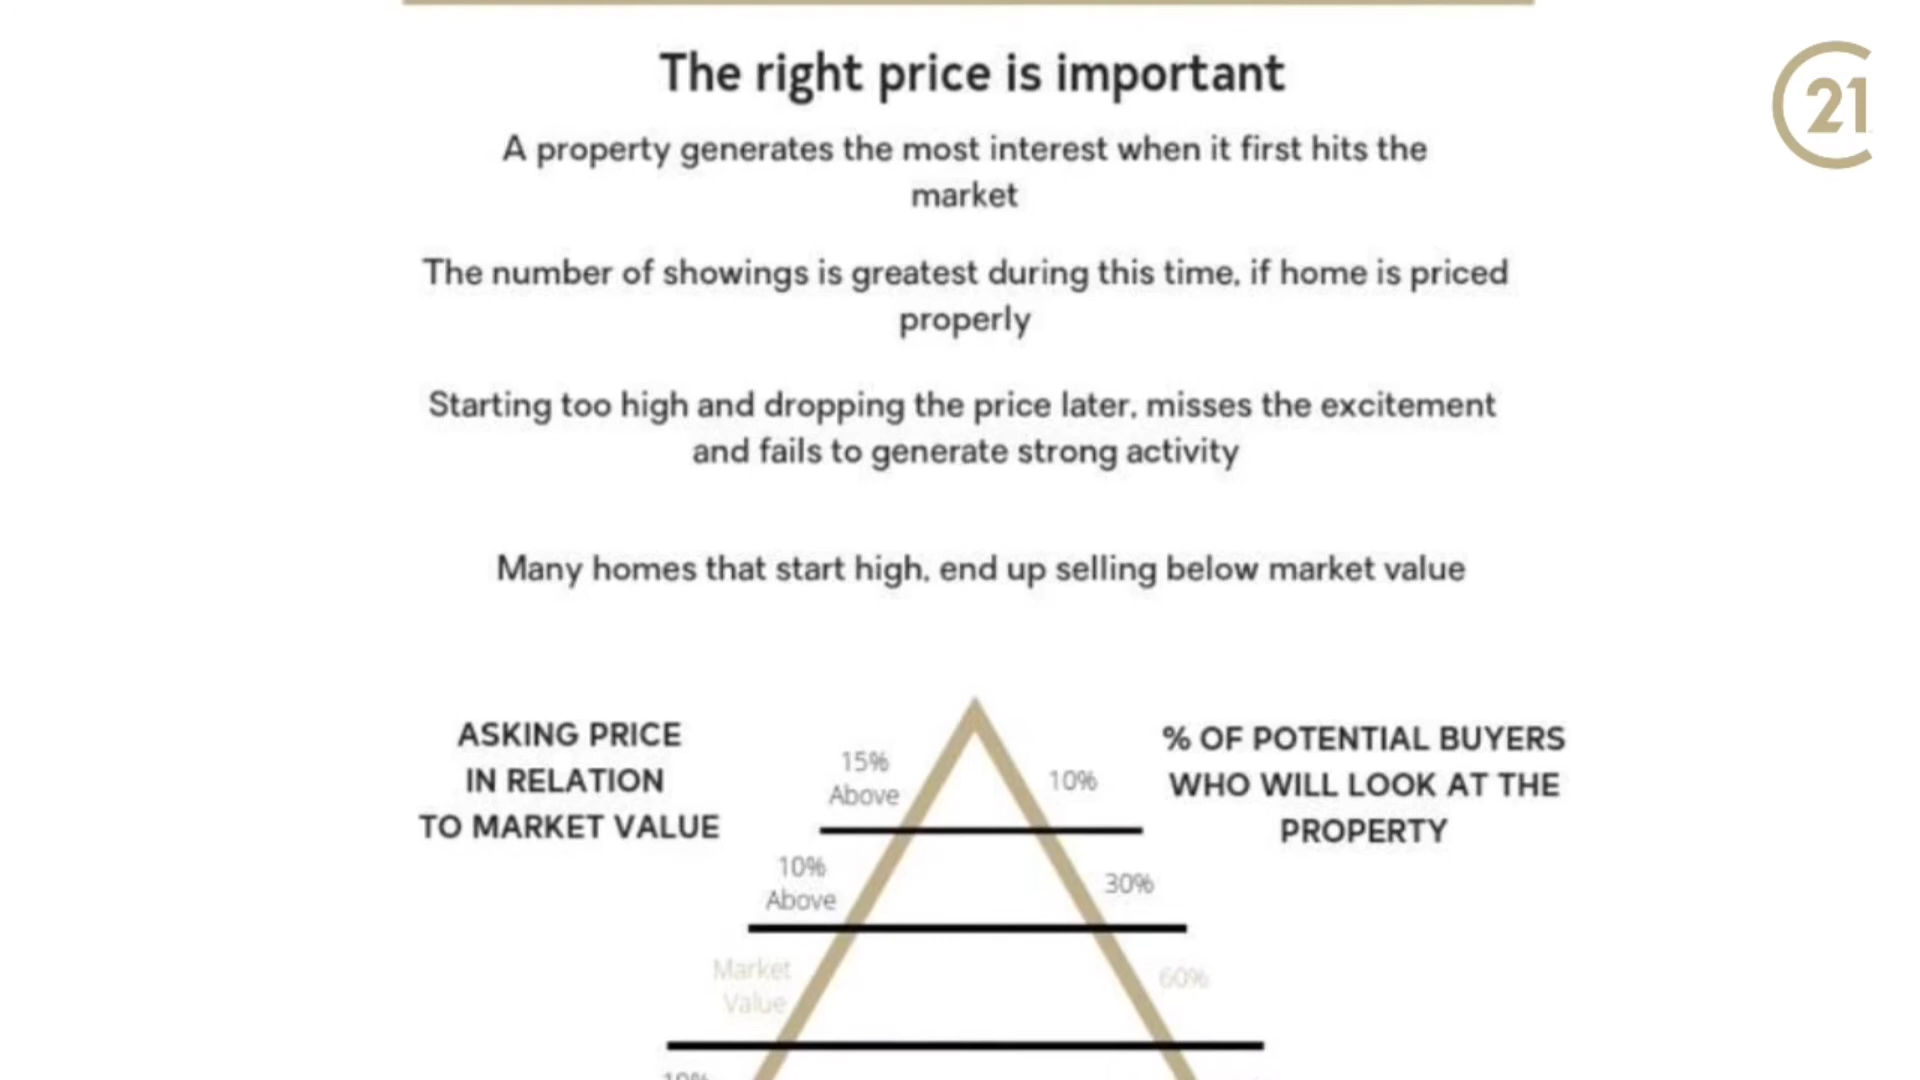 The right price is important
21
A property generates the most interest when it first hits the
market
The number of showings is greatest during this time, if home is priced
properly
Starting too high and dropping the price later, misses the excitement
and fails to generate strong activity
Many homes that start high, end up selling below market value
ASKING PRICE
IN RELATION
TO MARKET VALUE
15%
Above
10%
% OF POTENTIAL BUYERS
WHO WILL LOOK AT THE
PROPERTY
10%
Above
30%
Market
Value
60%